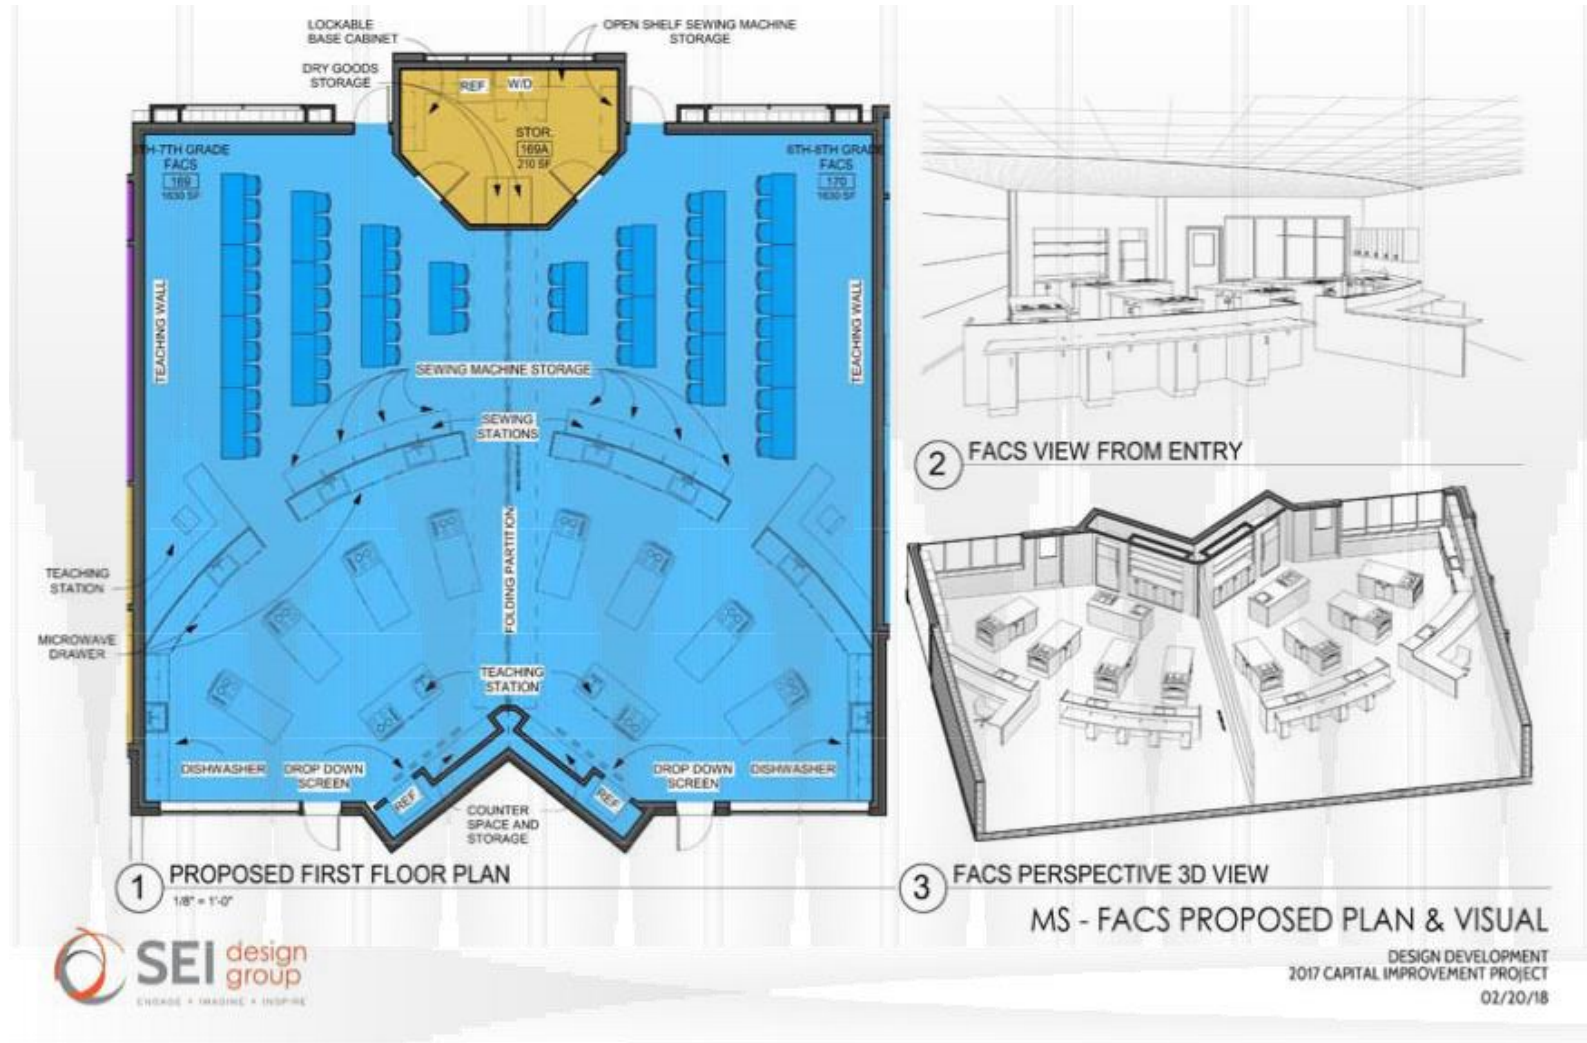 LOCKABLE
BASE CABINET
OPEN SHELF SEWING MACHINE
STORAGE
DRY GOODS
STORAGE
REF.
W/D
STOR.
169A
210 SF
TH-7TH GRADE
FACS
169
1630 SF
6TH-8TH GRADE
FACS
170
1630 SF
TEACHING WALL
TEACHING WALL
SEWING MACHINE STORAGE
SEWING
STATIONS
FOLDING PARTITION
TEACHING
STATION
MICROWAVE
DRAWER
TEACHING
STATION
DISHWASHER
DROP DOWN
SCREEN
DROP DOWN
SCREEN
DISHWASHER
REF.
REF.
COUNTER
SPACE AND
STORAGE
1
PROPOSED FIRST FLOOR PLAN
1/8" = 1'-0"
2
FACS VIEW FROM ENTRY
3
FACS PERSPECTIVE 3D VIEW
MS - FACS PROPOSED PLAN & VISUAL
DESIGN DEVELOPMENT
2017 CAPITAL IMPROVEMENT PROJECT
02/20/18
SEI design
group
ENGAGE • IMAGINE • INSPIRE